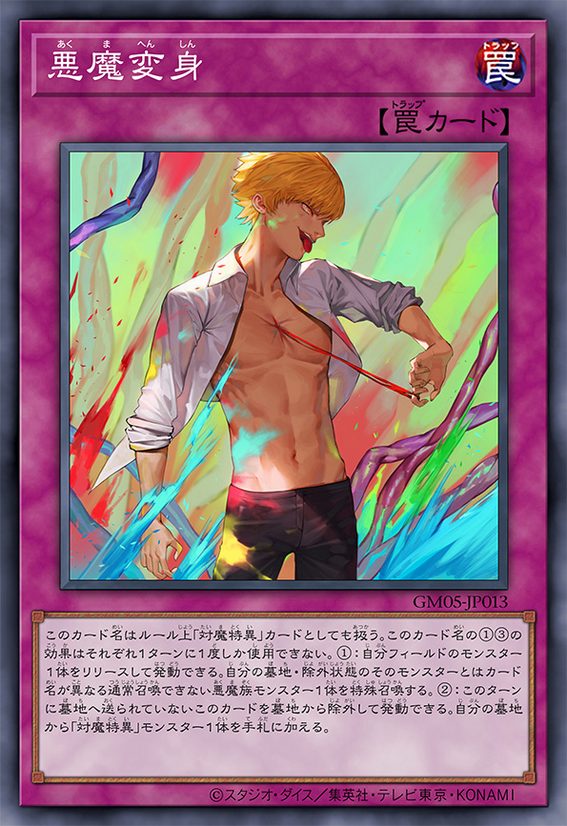 悪魔変身
罠
【罠カード】
GM05-JP013
このカード名はルール上「対魔特異」カードとしても扱う。このカード名の①③の
効果はそれぞれ1ターンに1度しか使用できない。①：自分フィールドのモンスター
1体をリリースして発動できる。自分の墓地・除外状態のそのモンスターとはカード
名が異なる通常召喚できない悪魔族モンスター1体を特殊召喚する。②：このターン
に墓地へ送られていないこのカードを墓地から除外して発動できる。自分の墓地
から「対魔特異」モンスター1体を手札に加える。
©スタジオ・ダイス／集英社・テレビ東京・KONAMI